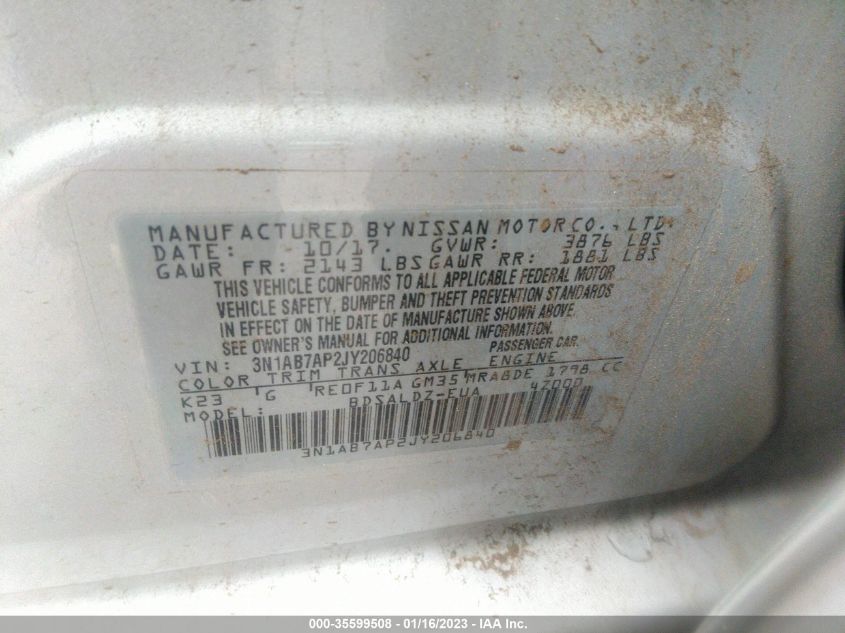 MANUFACTURED BY NISSAN MOTOR CO., LTD.
DATE: 10/17. GVWR: 3876 LBS
GAWR FR: 2143 LBS GAWR RR: 1881 LBS
THIS VEHICLE CONFORMS TO ALL APPLICABLE FEDERAL MOTOR
VEHICLE SAFETY, BUMPER AND THEFT PREVENTION STANDARDS
IN EFFECT ON THE DATE OF MANUFACTURE SHOWN ABOVE.
SEE OWNER'S MANUAL FOR ADDITIONAL INFORMATION.
VIN: 3N1AB7AP2JY206840 PASSENGER CAR
COLOR TRIM TRANS AXLE ENGINE
K23 G RE0F11A GM35 MRA8DE 1798 CC
MODEL: BDSALDZ-EUA 47000
3N1AB7AP2JY206840
000-35599508 - 01/16/2023 - IAA Inc.